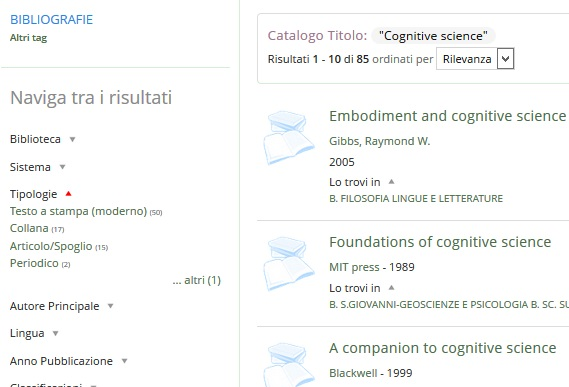 BIBLIOGRAFIE
Altri tag
Naviga tra i risultati
Biblioteca
Sistema
Tipologie
Testo a stampa (moderno) (50)
Collana (17)
Articolo/Spoglio (15)
Periodico (2)
... altri (1)
Autore Principale
Lingua
Anno Pubblicazione
Catalogo Titolo: "Cognitive science"
Risultati 1 - 10 di 85 ordinati per Rilevanza
Embodiment and cognitive science
Gibbs, Raymond W.
2005
Lo trovi in
B. FILOSOFIA LINGUE E LETTERATURE
Foundations of cognitive science
MIT press - 1989
Lo trovi in
B. S.GIOVANNI-GEOSCIENZE E PSICOLOGIA B. SC. SU
A companion to cognitive science
Blackwell - 1999